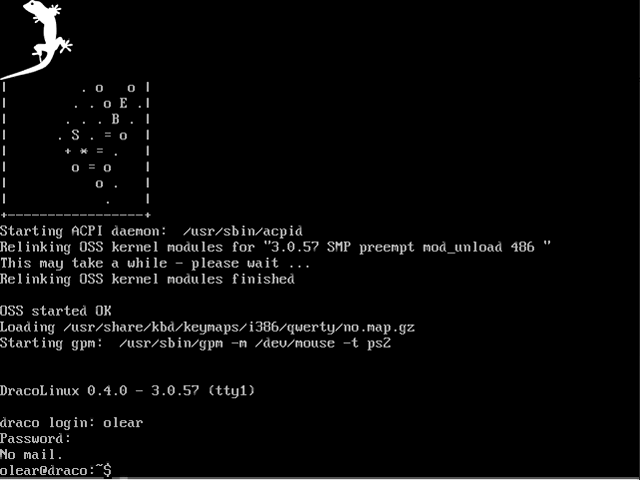 |          . o   o |
|         . . o E .|
|        . . . B . |
|       . S . = o  |
|        + * = .   |
|         o = o    |
|            o .   |
|             .    |
+-----------------+
Starting ACPI daemon:  /usr/sbin/acpid
Relinking OSS kernel modules for "3.0.57 SMP preempt mod_unload 486 "
This may take a while - please wait ...
Relinking OSS kernel modules finished
OSS started OK
Loading /usr/share/kbd/keymaps/i386/qwerty/no.map.gz
Starting gpm:  /usr/sbin/gpm -m /dev/mouse -t ps2
DracoLinux 0.4.0 - 3.0.57 (tty1)
draco login: olear
Password:
No mail.
olear@draco:~$